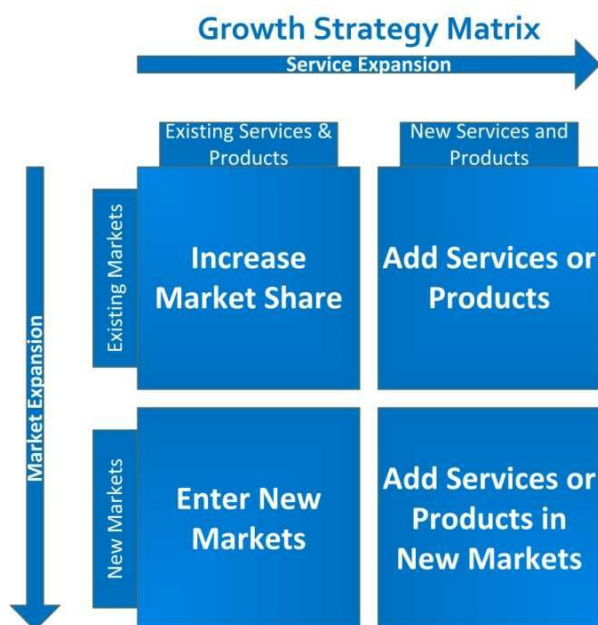 Growth Strategy Matrix
Service Expansion
Existing Services &
Products
New Services and
Products
Market Expansion
Existing Markets
Increase
Market Share
Add Services or
Products
New Markets
Enter New
Markets
Add Services or
Products in
New Markets